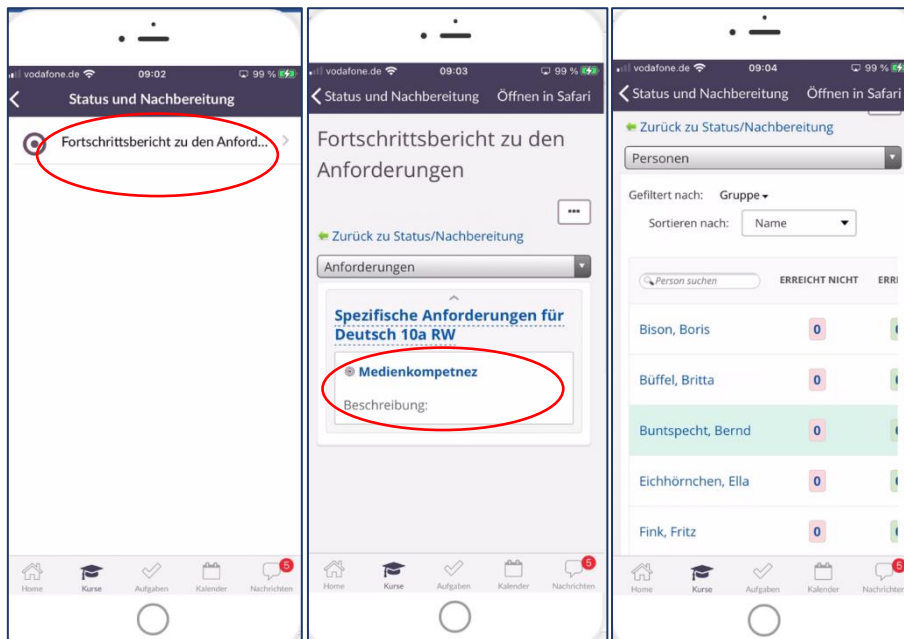 vodafone.de 09:02 99 %
Status und Nachbereitung
Fortschrittsbericht zu den Anford...
Home Kurse Aufgaben Kalender Nachrichten
5
vodafone.de 09:03 99 %
Status und Nachbereitung Öffnen in Safari
Fortschrittsbericht zu den
Anforderungen
Zurück zu Status/Nachbereitung
Anforderungen
Spezifische Anforderungen für
Deutsch 10a RW
Medienkompetnez
Beschreibung:
Home Kurse Aufgaben Kalender Nachrichten
5
vodafone.de 09:04 99 %
Status und Nachbereitung Öffnen in Safari
Zurück zu Status/Nachbereitung
Personen
Gefiltert nach: Gruppe
Sortieren nach: Name
Person suchen ERREICHT NICHT ERRE
Bison, Boris 0
Büffel, Britta 0
Buntspecht, Bernd 0
Eichhörnchen, Ella 0
Fink, Fritz 0
Home Kurse Aufgaben Kalender Nachrichten
5